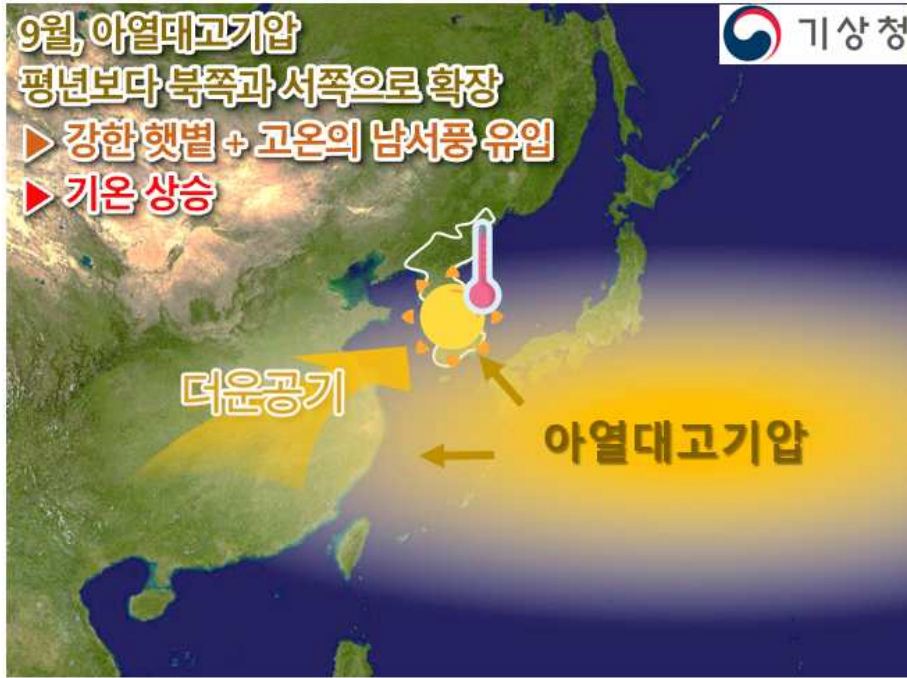 9월, 아열대고기압
평년보다 북쪽과 서쪽으로 확장
▶ 강한 햇볕 + 고온의 남서풍 유입
▶ 기온 상승
기상청
더운공기
아열대고기압